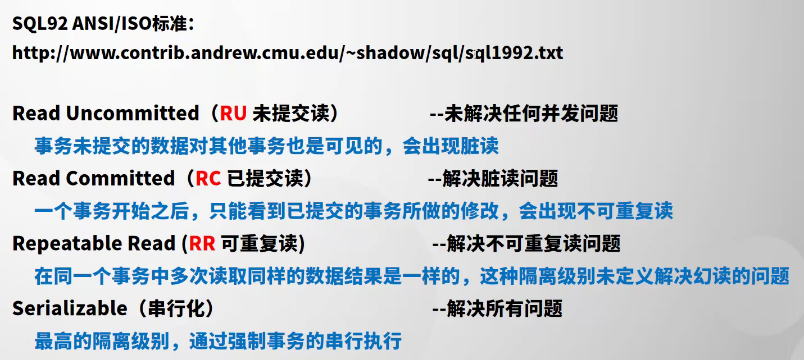 SQL92 ANSI/ISO标准：
http://www.contrib.andrew.cmu.edu/~shadow/sql/sql1992.txt
Read Uncommitted（RU 未提交读） --未解决任何并发问题
事务未提交的数据对其他事务也是可见的，会出现脏读
Read Committed（RC 已提交读） --解决脏读问题
一个事务开始之后，只能看到已提交的事务所做的修改，会出现不可重复读
Repeatable Read (RR 可重复读) --解决不可重复读问题
在同一个事务中多次读取同样的数据结果是一样的，这种隔离级别未定义解决幻读的问题
Serializable（串行化） --解决所有问题
最高的隔离级别，通过强制事务的串行执行